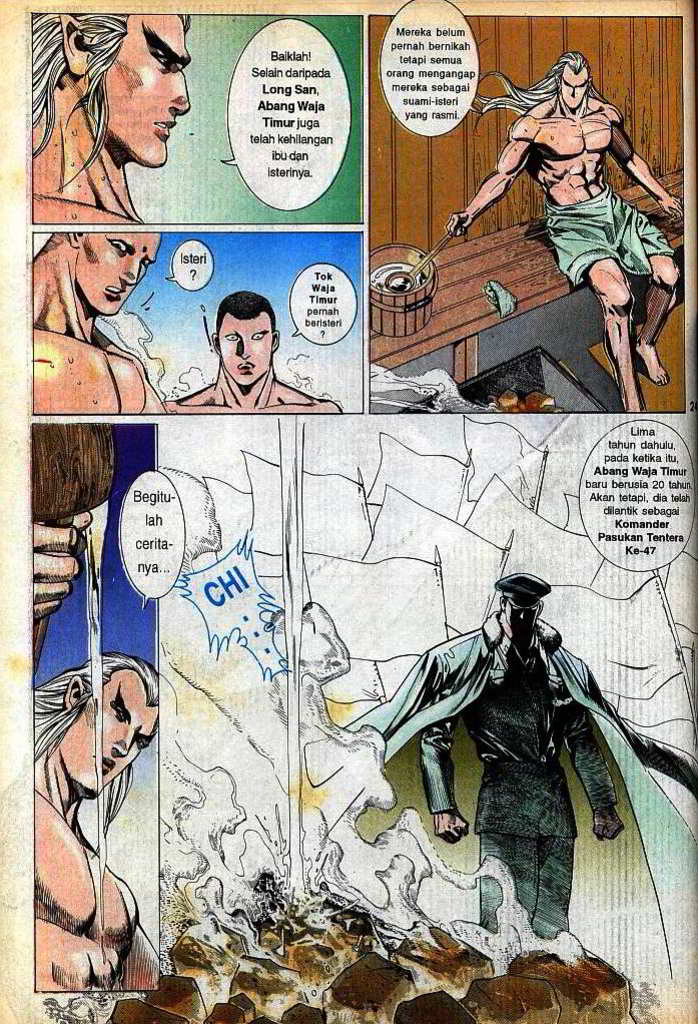 Baiklah!
Selain daripada
Long San,
Abang Waja
Timur juga
telah kehilangan
ibu dan
isterinya.
Mereka belum
pernah bernikah
tetapi semua
orang mengangap
mereka sebagai
suami-isteri
yang rasmi.
Isteri
?
Tok
Waja
Timur
pernah
beristeri
?
Begitu-
lah
cerita-
nya...
CHI
Lima
tahun dahulu,
pada ketika itu,
Abang Waja Timur
baru berusia 20 tahun.
Akan tetapi, dia telah
dilantik sebagai
Komander
Pasukan Tentera
Ke-47